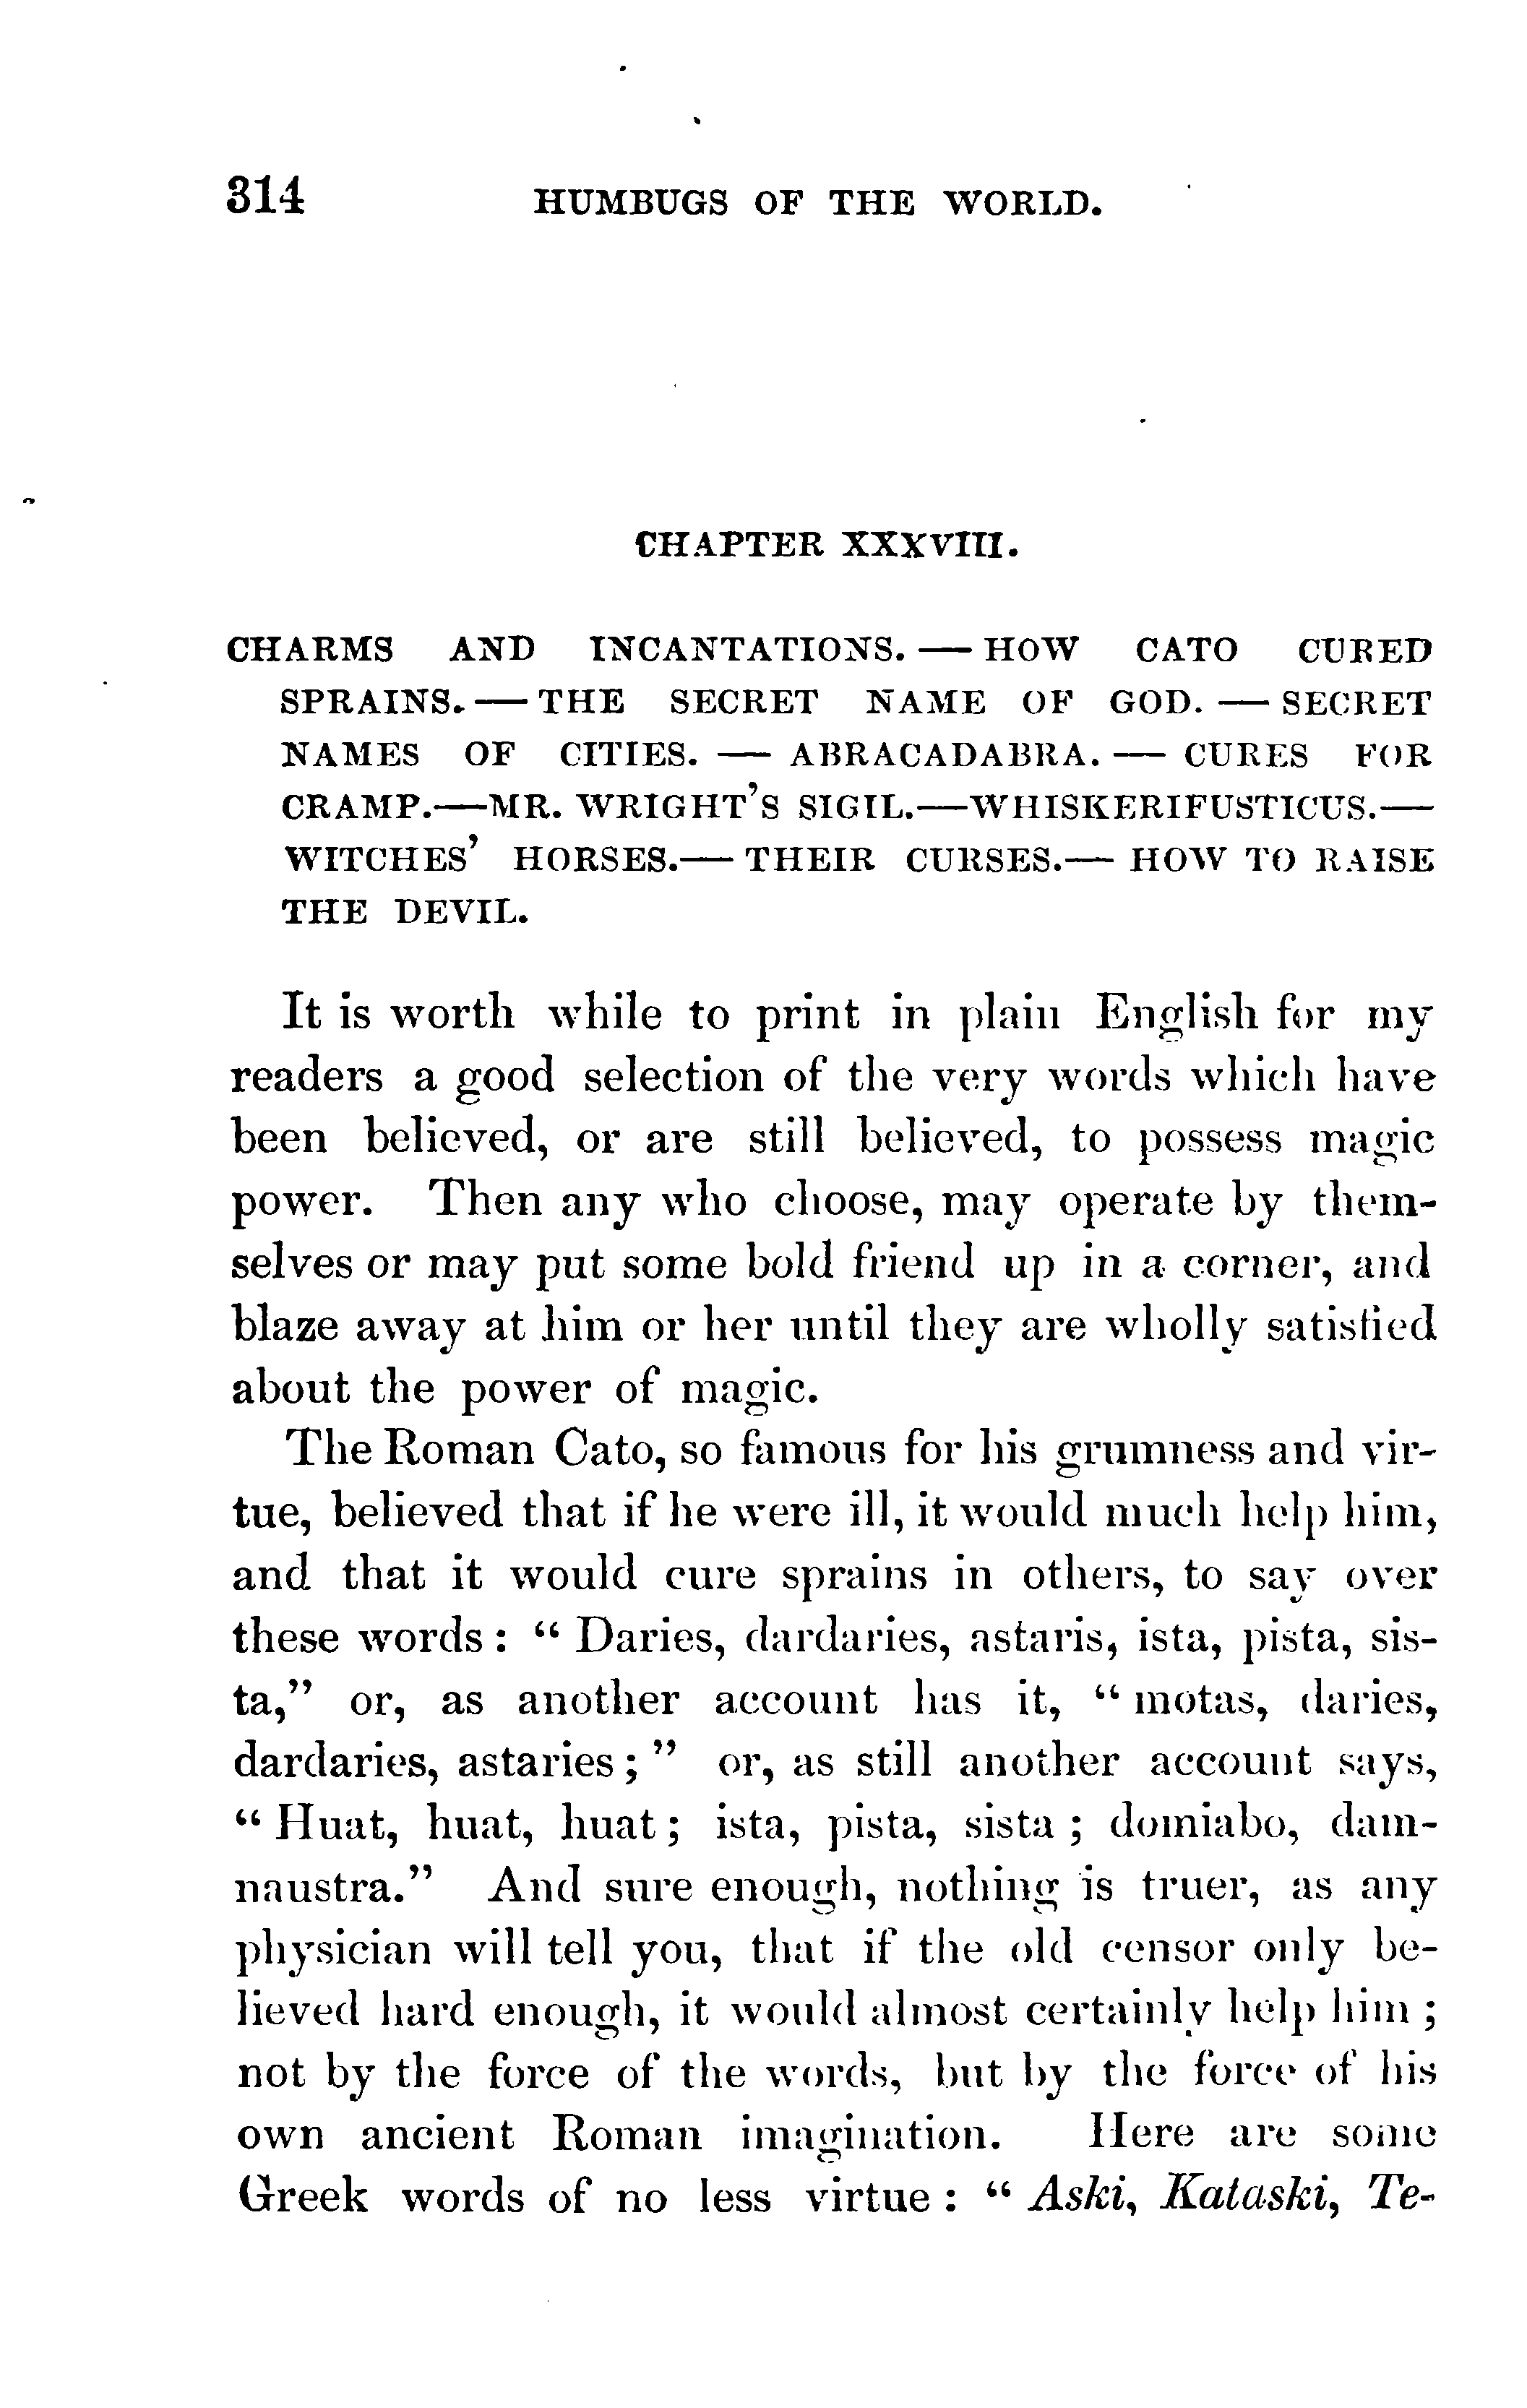 314 HUMBUGS OF THE WORLD.
CHAPTER XXXVIII.
CHARMS AND INCANTATIONS. — HOW CATO CURED
SPRAINS. — THE SECRET NAME OF GOD. — SECRET
NAMES OF CITIES. — ABRACADABRA. — CURES FOR
CRAMP.—MR. WRIGHT'S SIGIL.—WHISKERIFUSTICUS.—
WITCHES' HORSES.— THEIR CURSES.— HOW TO RAISE
THE DEVIL.
It is worth while to print in plain English for my
readers a good selection of the very words which have
been believed, or are still believed, to possess magic
power. Then any who choose, may operate by them-
selves or may put some bold friend up in a corner, and
blaze away at him or her until they are wholly satisfied
about the power of magic.
The Roman Cato, so famous for his grumness and vir-
tue, believed that if he were ill, it would much help him,
and that it would cure sprains in others, to say over
these words : “ Daries, dardaries, astaris, ista, pista, sis-
ta,” or, as another account has it, “ motas, daries,
dardaries, astaries ; ” or, as still another account says,
“ Huat, huat, huat ; ista, pista, sista ; domiabo, dam-
naustra.” And sure enough, nothing is truer, as any
physician will tell you, that if the old censor only be-
lieved hard enough, it would almost certainly help him ;
not by the force of the words, but by the force of his
own ancient Roman imagination. Here are some
Greek words of no less virtue : “ Aski, Kataski, Te-